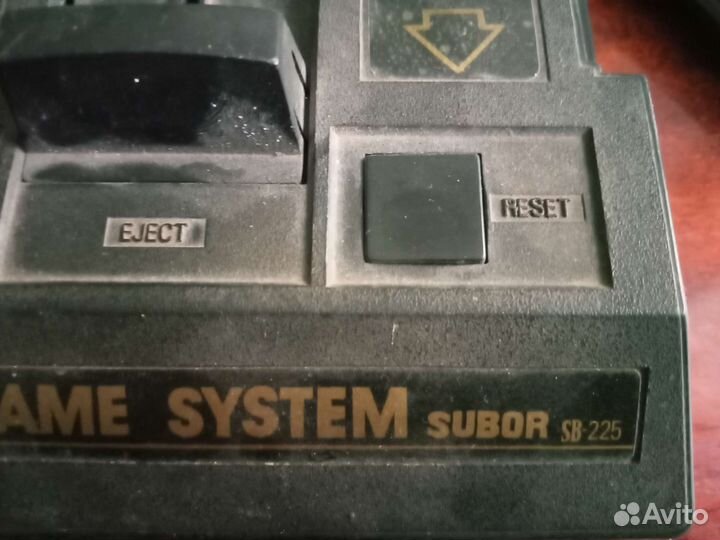 EJECT
RESET
AME SYSTEM SUBOR SB-225
Avito